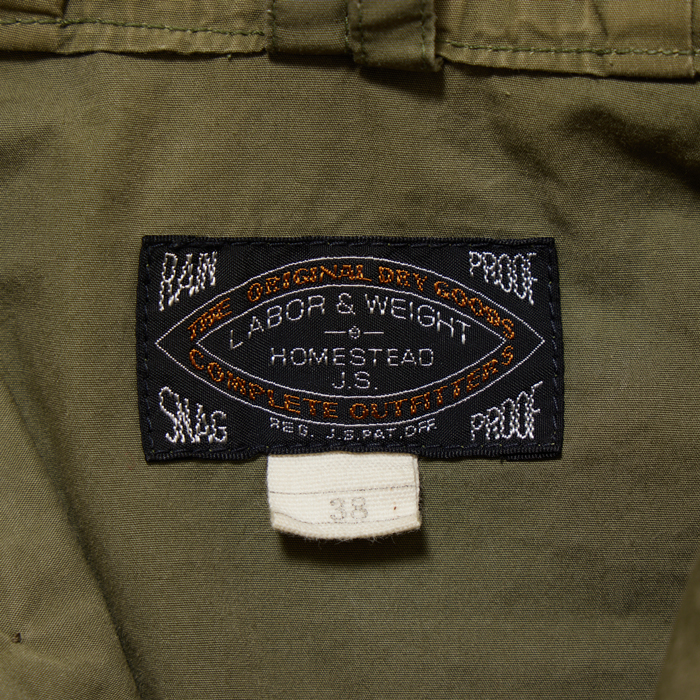 RAIN PROOF
THE ORIGINAL DRY GOODS
LABOR & WEIGHT
HOMESTEAD
J.S.
COMPLETE OUTFITTERS
SNAG PROOF
REG. J.S.PAT.OFF.
38